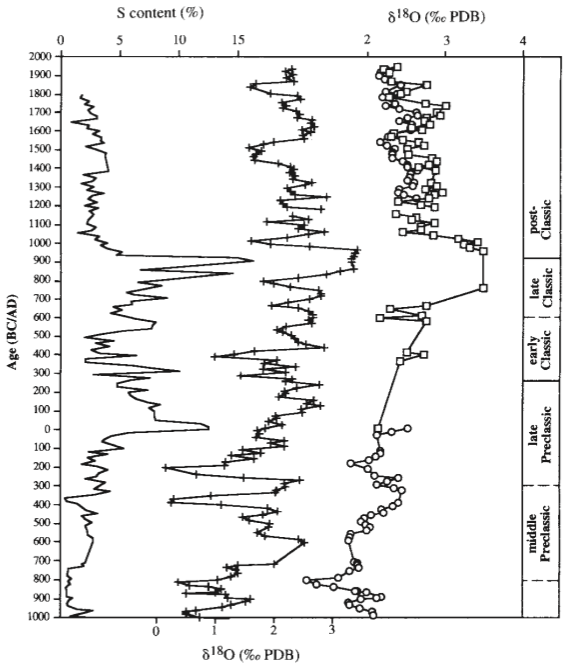 S content (%)
δ¹⁸O (‰ PDB)
0 5 10 15 2 3 4
2000
1900
1800
1700
1600
1500
1400
1300
1200
1100
1000
900
800
700
600
500
400
300
200
100
0
100
200
300
400
500
600
700
800
900
1000
Age (BC/AD)
post-
Classic
late
Classic
early
Classic
late
Preclassic
middle
Preclassic
0 1 2 3
δ¹⁸O (‰ PDB)